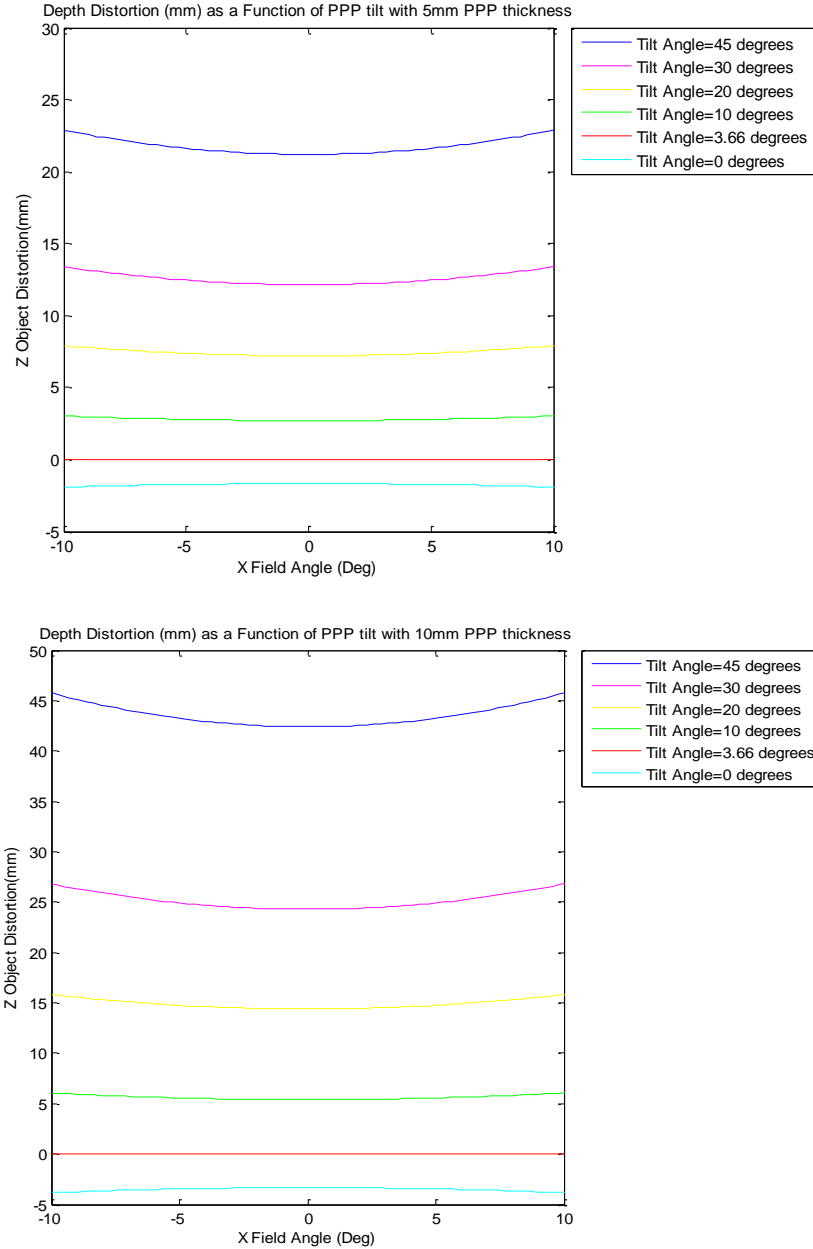 Depth Distortion (mm) as a Function of PPP tilt with 5mm PPP thickness
30
25
20
15
10
5
0
-5
Z Object Distortion(mm)
-10
-5
0
5
10
X Field Angle (Deg)
Tilt Angle=45 degrees
Tilt Angle=30 degrees
Tilt Angle=20 degrees
Tilt Angle=10 degrees
Tilt Angle=3.66 degrees
Tilt Angle=0 degrees
Depth Distortion (mm) as a Function of PPP tilt with 10mm PPP thickness
50
45
40
35
30
25
20
15
10
5
0
-5
Z Object Distortion(mm)
-10
-5
0
5
10
X Field Angle (Deg)
Tilt Angle=45 degrees
Tilt Angle=30 degrees
Tilt Angle=20 degrees
Tilt Angle=10 degrees
Tilt Angle=3.66 degrees
Tilt Angle=0 degrees